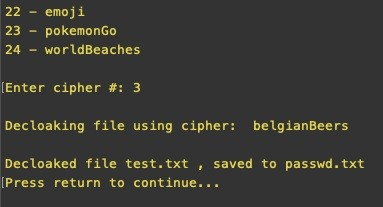 22 – emoji
23 – pokemonGo
24 – worldBeaches
[Enter cipher #: 3
Decloaking file using cipher:  belgianBeers
Decloaked file test.txt , saved to passwd.txt
[Press return to continue...